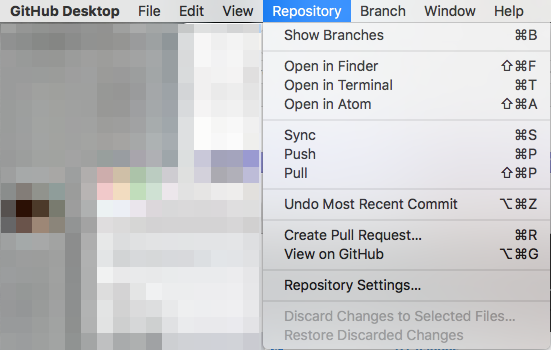 GitHub Desktop File Edit View Repository Branch Window Help
Show Branches ⌘B
Open in Finder ⇧⌘F
Open in Terminal ⌘T
Open in Atom ⇧⌘A
Sync ⌘S
Push ⌘P
Pull ⇧⌘P
Undo Most Recent Commit ⌥⌘Z
Create Pull Request... ⌘R
View on GitHub ⌥⌘G
Repository Settings...
Discard Changes to Selected Files...
Restore Discarded Changes